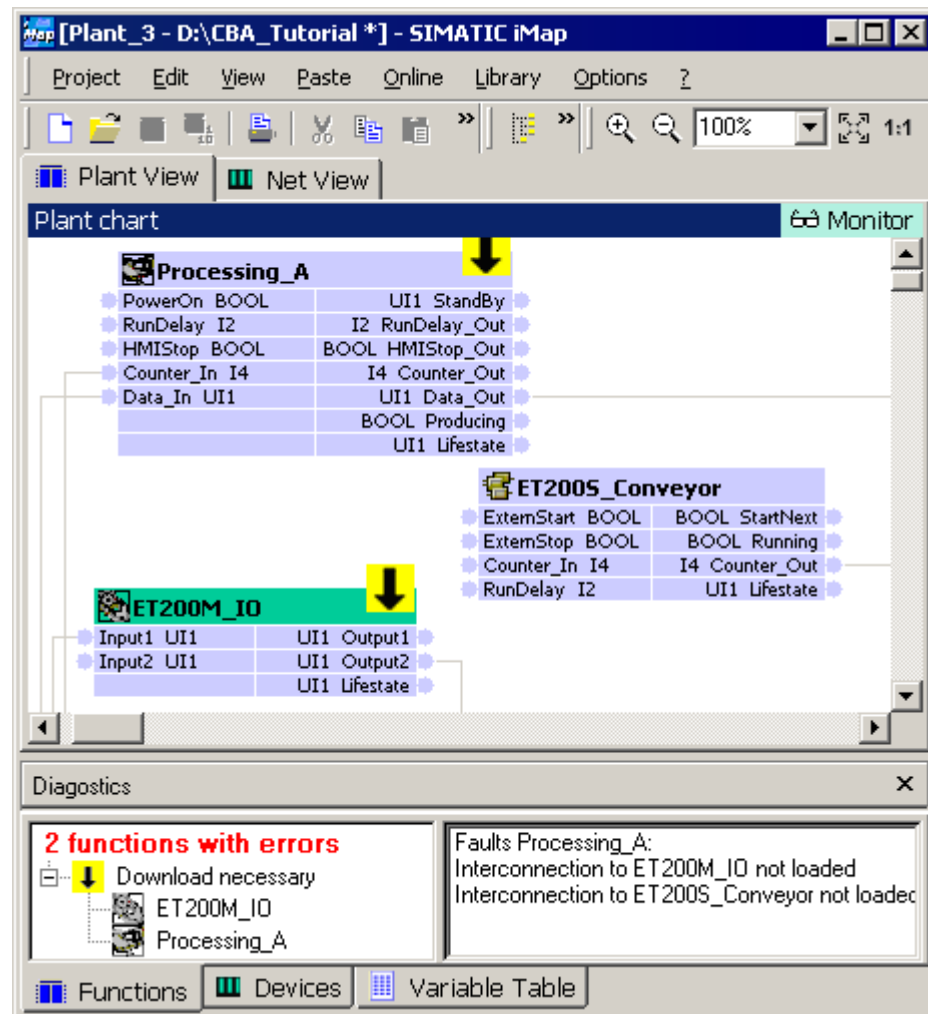 [Plant_3 - D:\CBA_Tutorial *] - SIMATIC iMap
Project Edit View Paste Online Library Options ?
» » 100% 1:1
Plant View Net View
Plant chart Monitor
Processing_A
PowerOn BOOL UI1 StandBy
RunDelay I2 I2 RunDelay_Out
HMIStop BOOL BOOL HMIStop_Out
Counter_In I4 I4 Counter_Out
Data_In UI1 UI1 Data_Out
BOOL Producing
UI1 Lifestate
ET200S_Conveyor
ExternStart BOOL BOOL StartNext
ExternStop BOOL BOOL Running
Counter_In I4 I4 Counter_Out
RunDelay I2 UI1 Lifestate
ET200M_IO
Input1 UI1 UI1 Output1
Input2 UI1 UI1 Output2
UI1 Lifestate
Diagostics
2 functions with errors
Download necessary
ET200M_IO
Processing_A
Faults Processing_A:
Interconnection to ET200M_IO not loaded
Interconnection to ET200S_Conveyor not loaded
Functions Devices Variable Table